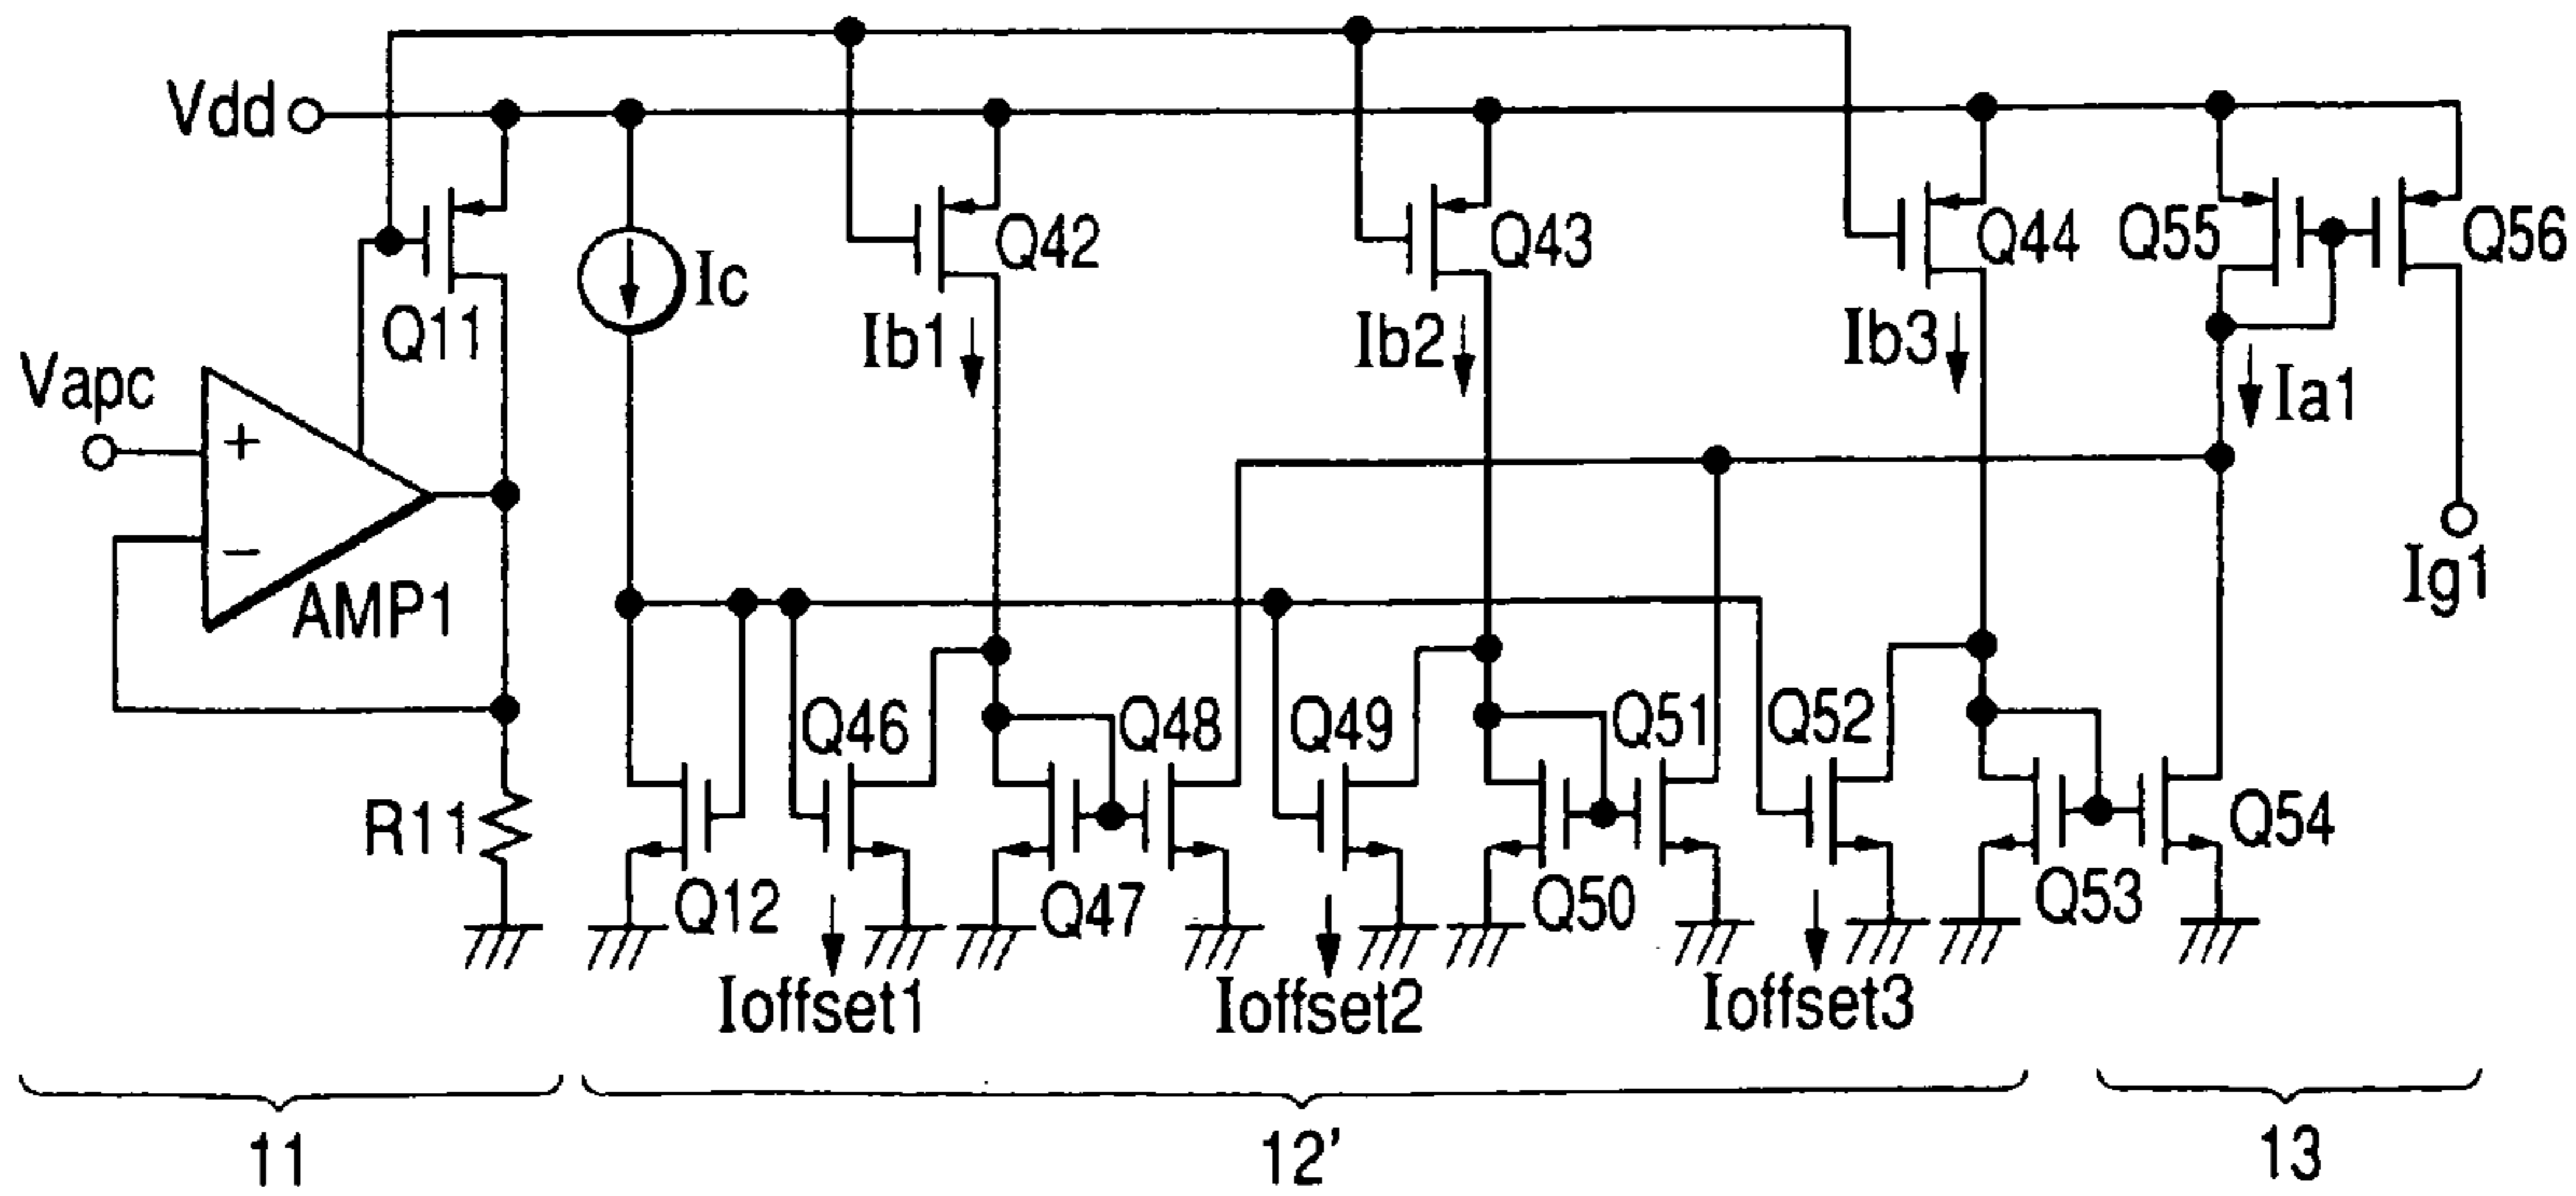 Vdd
Q42
Q43
Q44
Q55
Q56
Ic
Q11
Ib1
Ib2
Ib3
Ia1
Vapc
+
−
AMP1
Ig1
Q46
Q48
Q49
Q51
Q52
R11
Q54
Q12
Q47
Q50
Q53
Ioffset1
Ioffset2
Ioffset3
11
12'
13